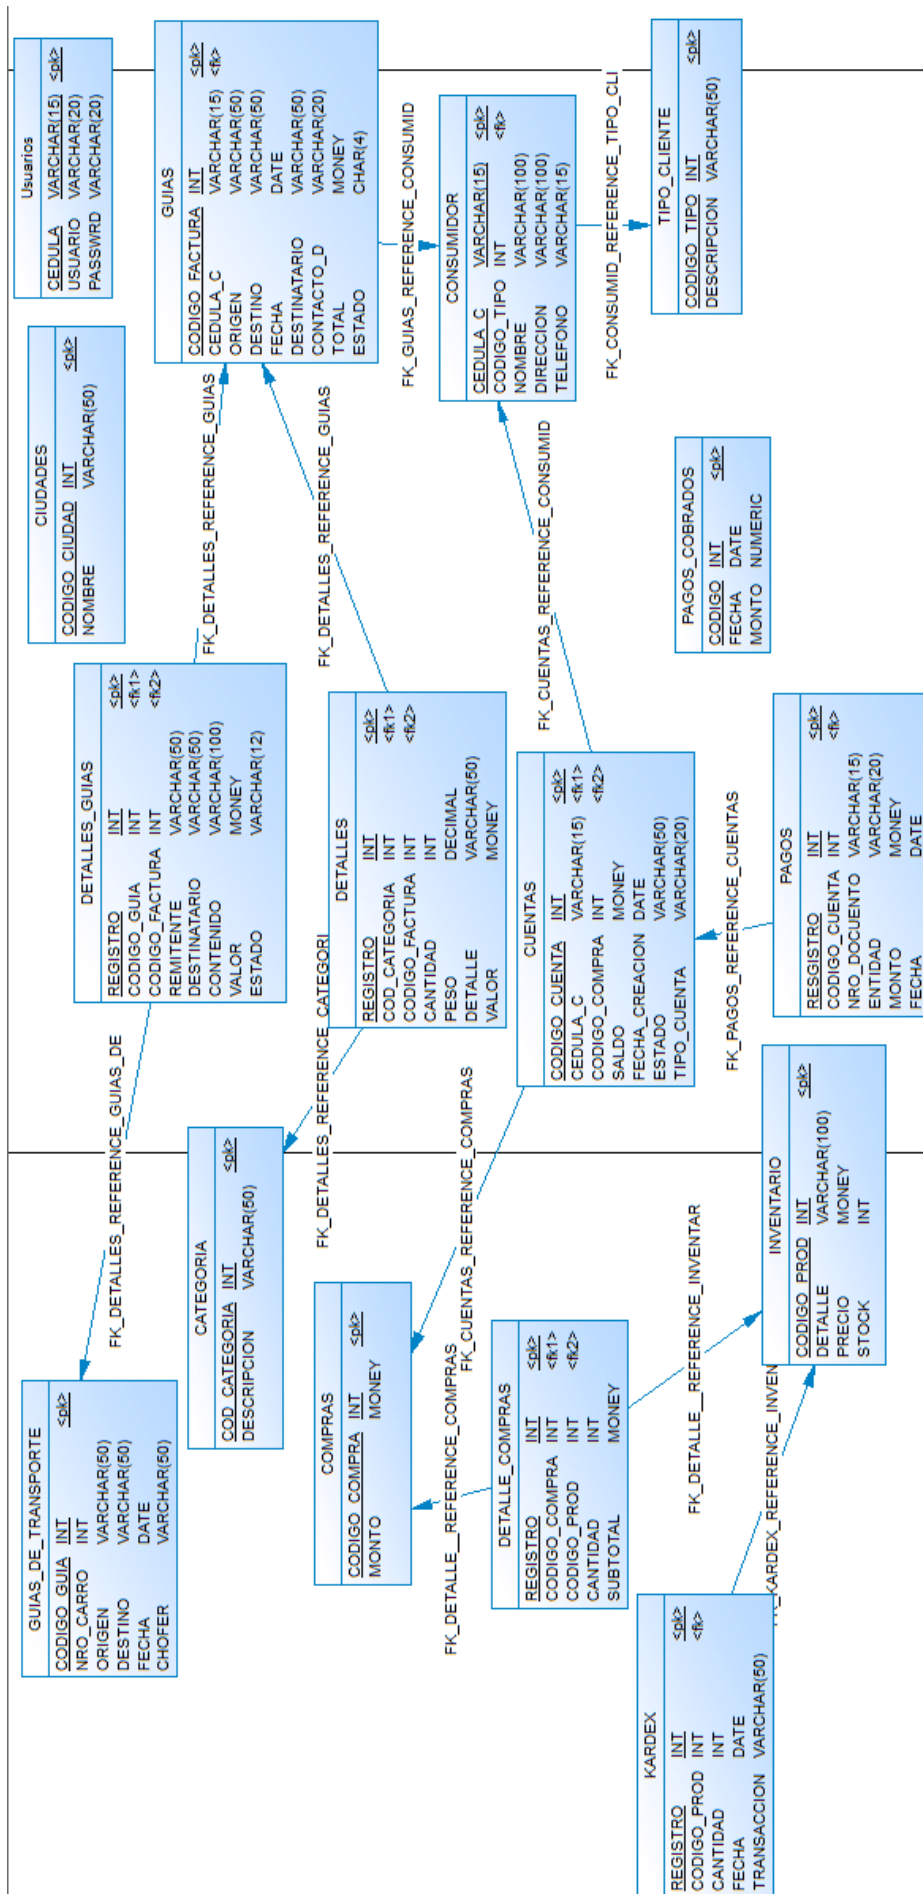 GUIAS_DE_TRANSPORTE
CODIGO_GUIA INT <pk>
NRO_CARRO INT
ORIGEN VARCHAR(50)
DESTINO VARCHAR(50)
FECHA DATE
CHOFER VARCHAR(50)
FK_DETALLES_REFERENCE_GUIAS_DE
DETALLES_GUIAS
REGISTRO INT <pk>
CODIGO_GUIA INT <fk1>
CODIGO_FACTURA INT <fk2>
REMITENTE VARCHAR(50)
DESTINATARIO VARCHAR(50)
CONTENIDO VARCHAR(100)
VALOR MONEY
ESTADO VARCHAR(12)
CIUDADES
CODIGO_CIUDAD INT <pk>
NOMBRE VARCHAR(50)
Usuarios
CEDULA VARCHAR(15) <pk>
USUARIO VARCHAR(20)
PASSWRD VARCHAR(20)
FK_DETALLES_REFERENCE_GUIAS
GUIAS
CODIGO_FACTURA INT <pk>
CEDULA_C VARCHAR(15) <fk>
ORIGEN VARCHAR(50)
DESTINO VARCHAR(50)
FECHA DATE
DESTINATARIO VARCHAR(50)
CONTACTO_D VARCHAR(20)
TOTAL MONEY
ESTADO CHAR(4)
CATEGORIA
COD_CATEGORIA INT <pk>
DESCRIPCION VARCHAR(50)
FK_DETALLES_REFERENCE_CATEGORI
DETALLES
REGISTRO INT <pk>
COD_CATEGORIA INT <fk1>
CODIGO_FACTURA INT <fk2>
CANTIDAD INT
PESO DECIMAL
DETALLE VARCHAR(50)
VALOR MONEY
FK_DETALLES_REFERENCE_GUIAS
FK_GUIAS_REFERENCE_CONSUMID
COMPRAS
CODIGO_COMPRA INT <pk>
MONTO MONEY
FK_CUENTAS_REFERENCE_COMPRAS
FK_DETALLE__REFERENCE_COMPRAS
CONSUMIDOR
CEDULA_C VARCHAR(15) <pk>
CODIGO_TIPO INT <fk>
NOMBRE VARCHAR(100)
DIRECCION VARCHAR(100)
TELEFONO VARCHAR(15)
DETALLE_COMPRAS
REGISTRO INT <pk>
CODIGO_COMPRA INT <fk1>
CODIGO_PROD INT <fk2>
CANTIDAD INT
SUBTOTAL MONEY
CUENTAS
CODIGO_CUENTA INT <pk>
CEDULA_C VARCHAR(15) <fk1>
CODIGO_COMPRA INT <fk2>
SALDO MONEY
FECHA_CREACION DATE
ESTADO VARCHAR(50)
TIPO_CUENTA VARCHAR(20)
FK_CUENTAS_REFERENCE_CONSUMID
FK_CONSUMID_REFERENCE_TIPO_CLI
KARDEX
REGISTRO INT <pk>
CODIGO_PROD INT <fk>
CANTIDAD INT
FECHA DATE
TRANSACCION VARCHAR(50)
FK_DETALLE__REFERENCE_INVENTAR
FK_KARDEX_REFERENCE_INVEN
FK_PAGOS_REFERENCE_CUENTAS
PAGOS_COBRADOS
CODIGO INT <pk>
FECHA DATE
MONTO NUMERIC
TIPO_CLIENTE
CODIGO_TIPO INT <pk>
DESCRIPCION VARCHAR(50)
INVENTARIO
CODIGO_PROD INT <pk>
DETALLE VARCHAR(100)
PRECIO MONEY
STOCK INT
PAGOS
RESGISTRO INT <pk>
CODIGO_CUENTA INT <fk>
NRO_DOCUENTO VARCHAR(15)
ENTIDAD VARCHAR(20)
MONTO MONEY
FECHA DATE